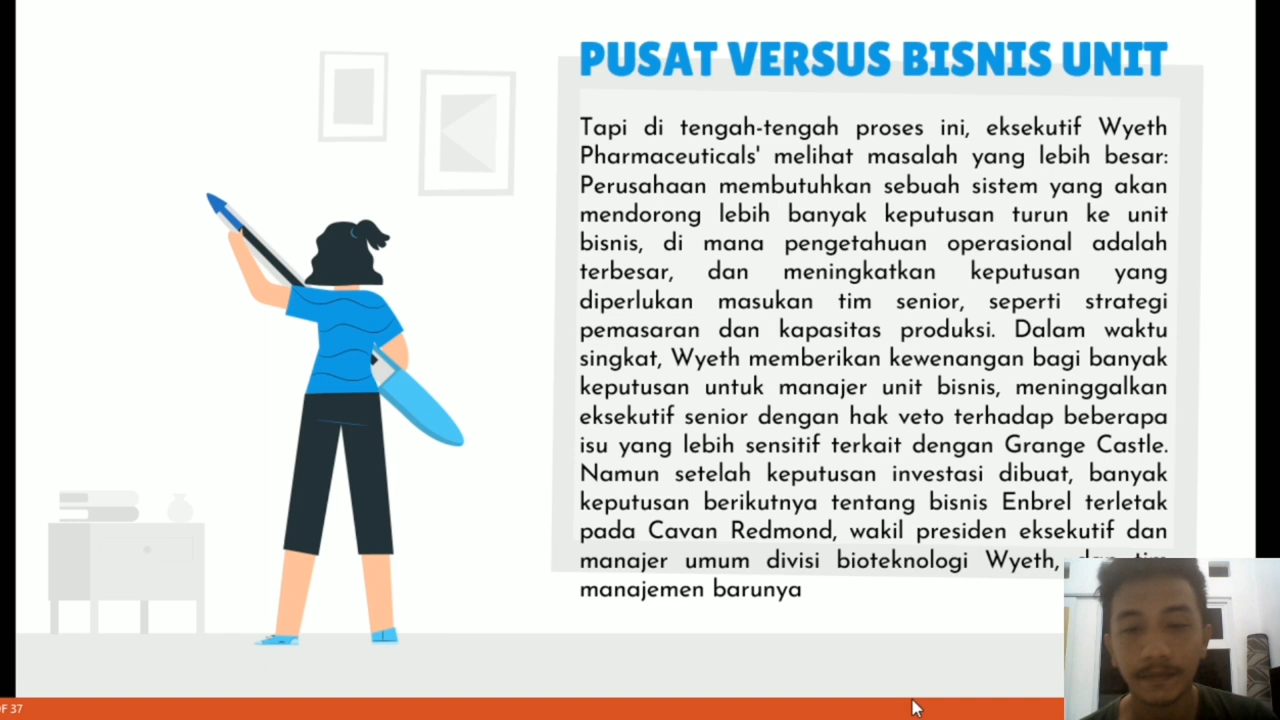 PUSAT VERSUS BISNIS UNIT
Tapi di tengah-tengah proses ini, eksekutif Wyeth
Pharmaceuticals' melihat masalah yang lebih besar:
Perusahaan membutuhkan sebuah sistem yang akan
mendorong lebih banyak keputusan turun ke unit
bisnis, di mana pengetahuan operasional adalah
terbesar, dan meningkatkan keputusan yang
diperlukan masukan tim senior, seperti strategi
pemasaran dan kapasitas produksi. Dalam waktu
singkat, Wyeth memberikan kewenangan bagi banyak
keputusan untuk manajer unit bisnis, meninggalkan
eksekutif senior dengan hak veto terhadap beberapa
isu yang lebih sensitif terkait dengan Grange Castle.
Namun setelah keputusan investasi dibuat, banyak
keputusan berikutnya tentang bisnis Enbrel terletak
pada Cavan Redmond, wakil presiden eksekutif dan
manajer umum divisi bioteknologi Wyeth, dan tim
manajemen barunya
F 37